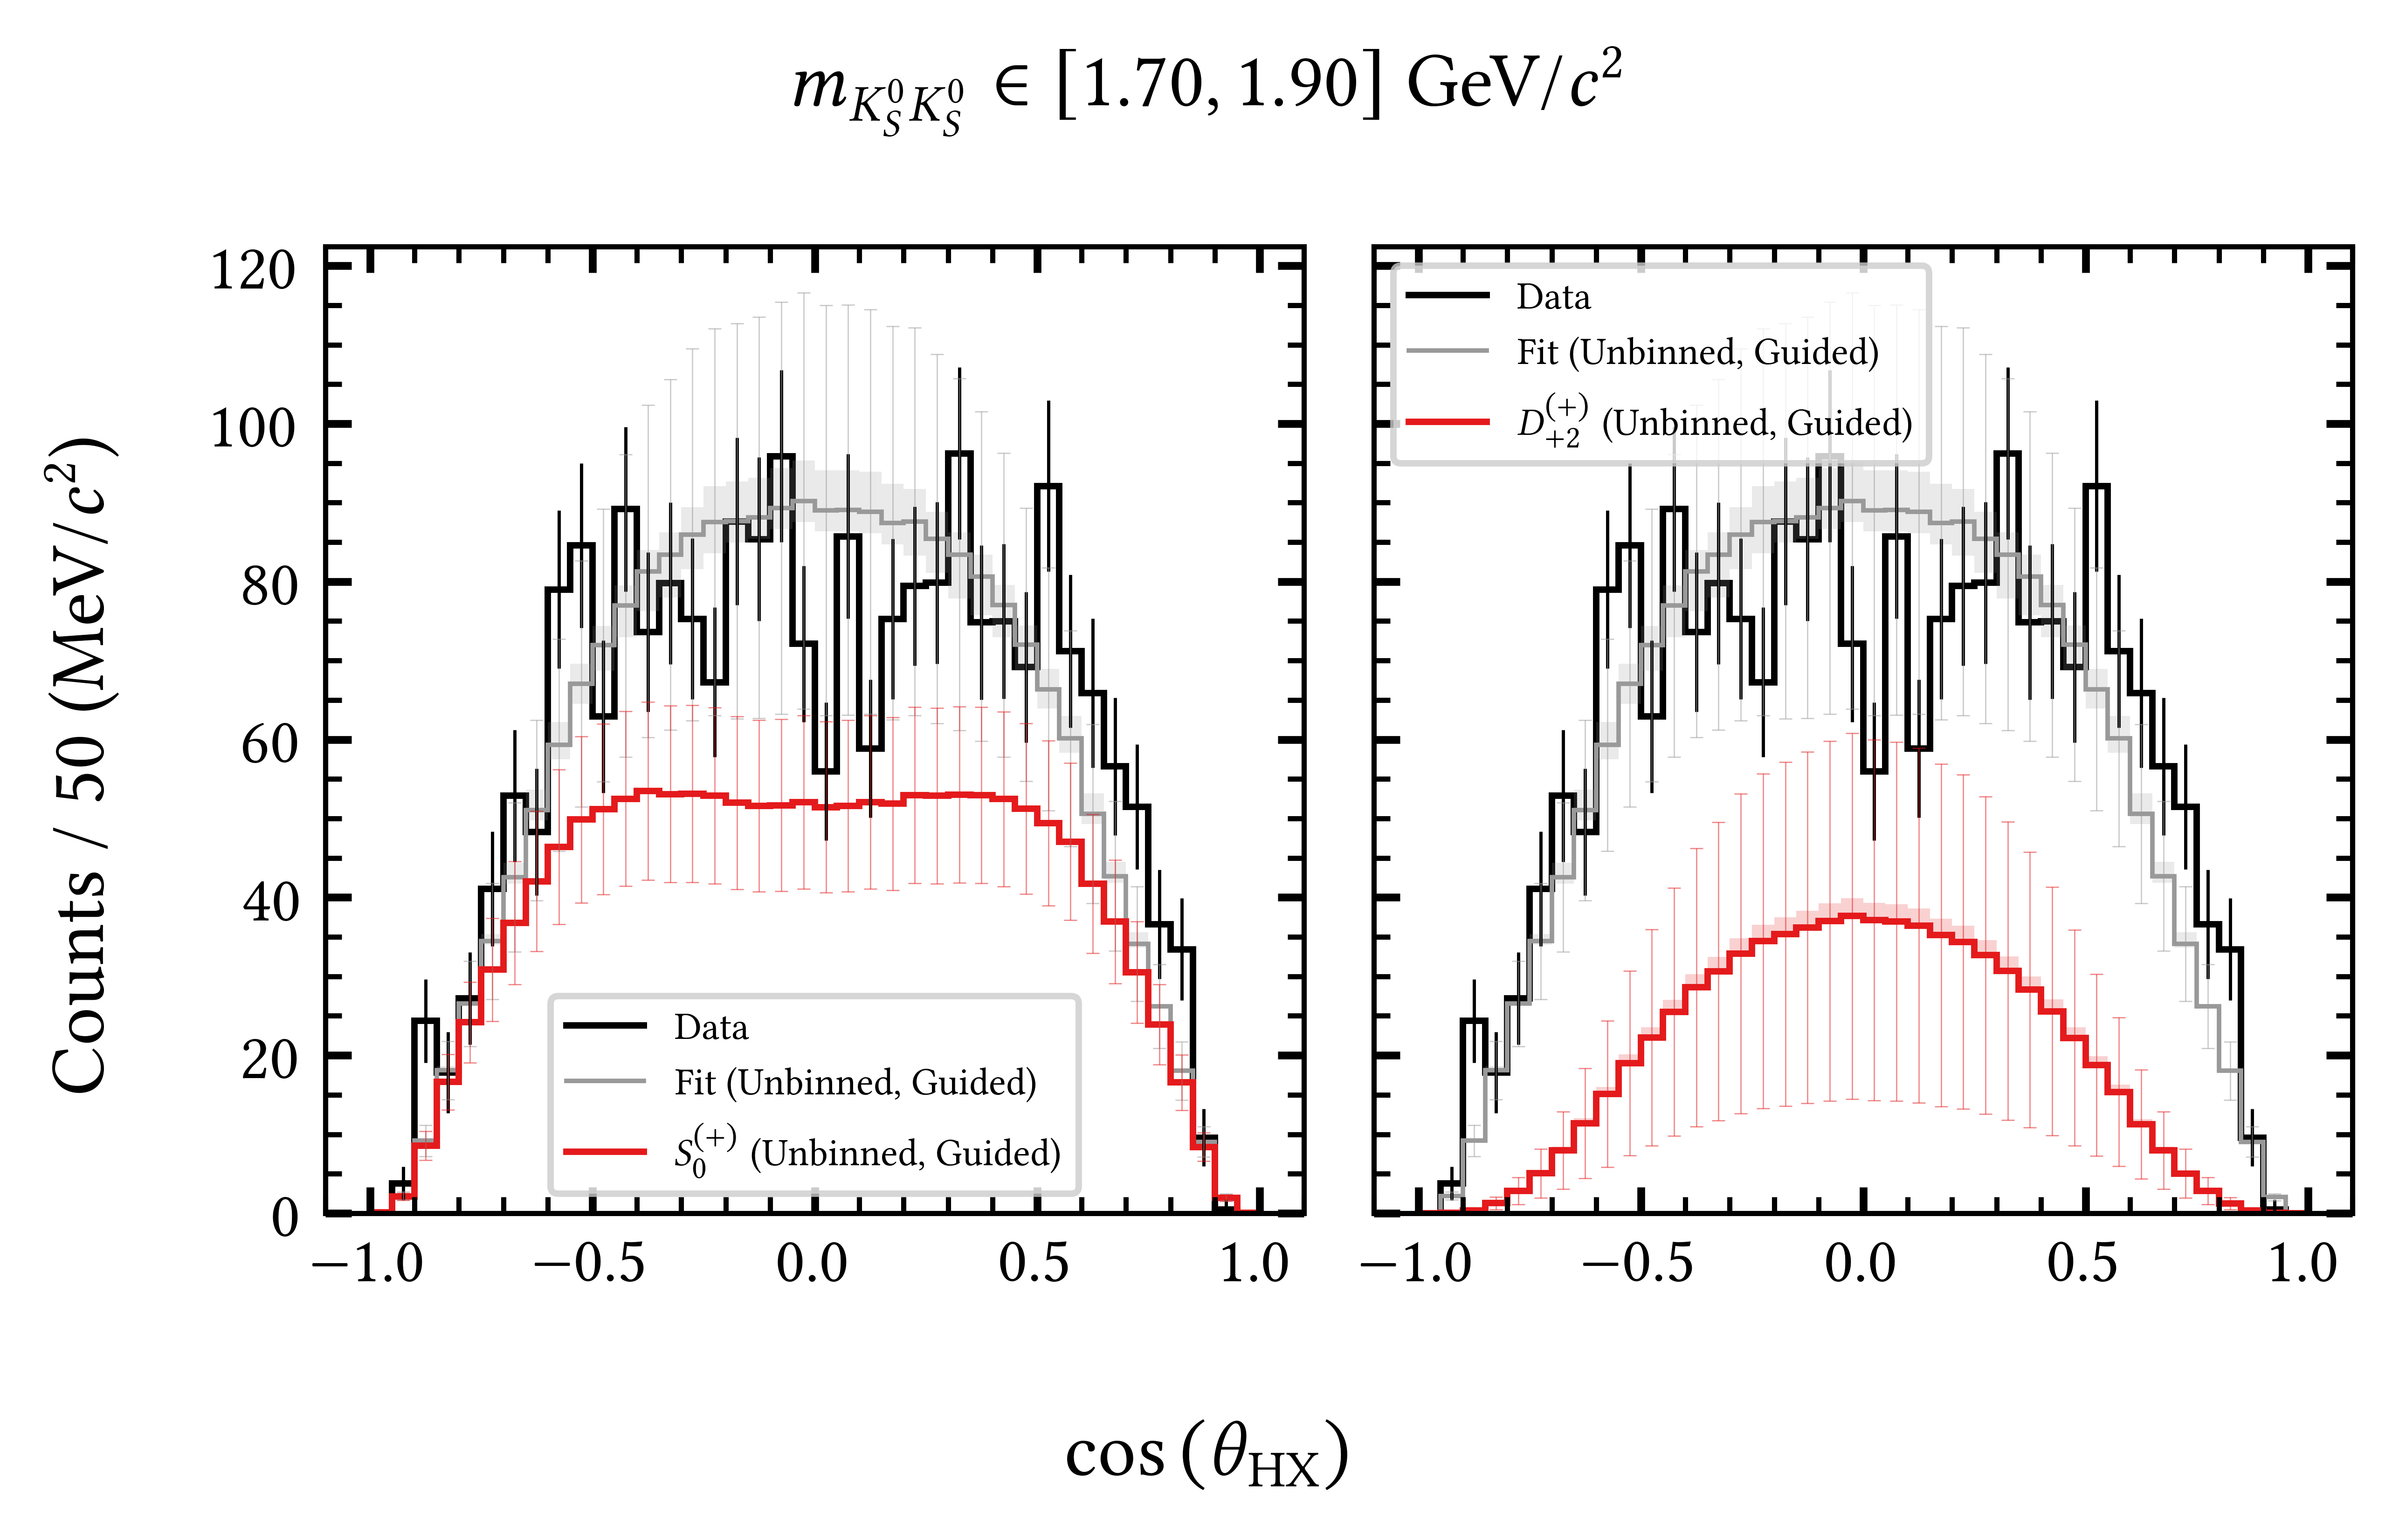 m_{K_S^0 K_S^0} ∈ [1.70, 1.90] GeV/c²
Counts / 50 (MeV/c²)
120
100
80
60
40
20
0
−1.0 −0.5 0.0 0.5 1.0
Data
Fit (Unbinned, Guided)
S_0^{(+)} (Unbinned, Guided)
Data
Fit (Unbinned, Guided)
D_{+2}^{(+)} (Unbinned, Guided)
−1.0 −0.5 0.0 0.5 1.0
cos (θ_{HX})